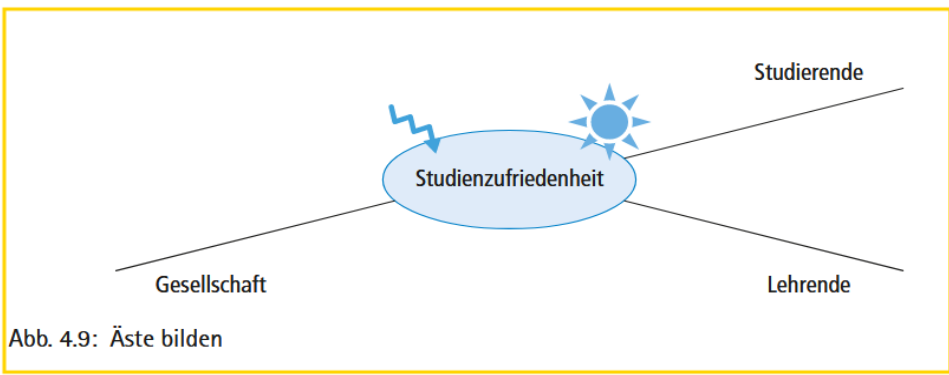 Studierende
Studienzufriedenheit
Gesellschaft
Lehrende
Abb. 4.9: Äste bilden